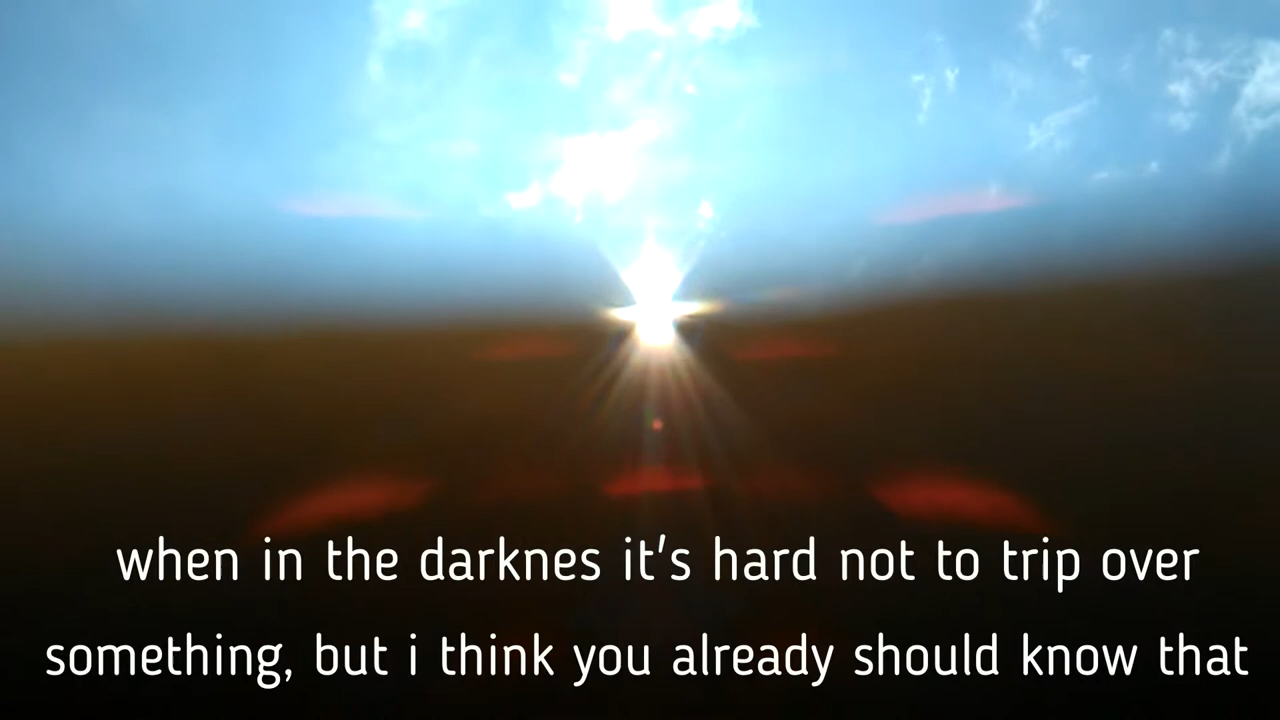 when in the darknes it's hard not to trip over
something, but i think you already should know that